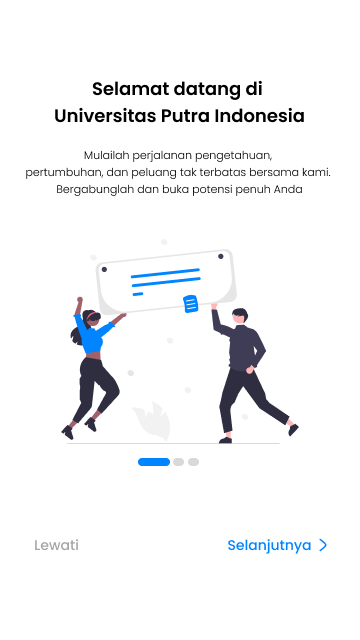 Selamat datang di
Universitas Putra Indonesia
Mulailah perjalanan pengetahuan,
pertumbuhan, dan peluang tak terbatas bersama kami.
Bergabunglah dan buka potensi penuh Anda
Lewati
Selanjutnya